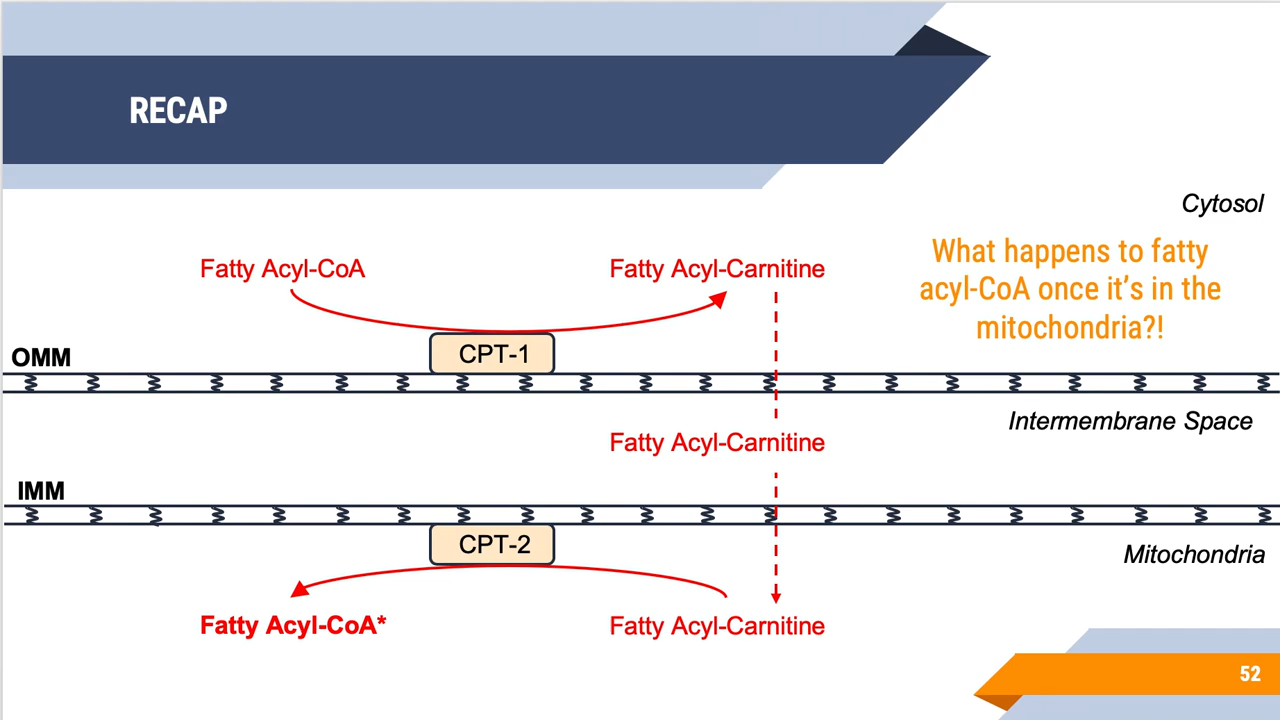 RECAP
Cytosol
What happens to fatty
acyl-CoA once it’s in the
mitochondria?!
Fatty Acyl-CoA
Fatty Acyl-Carnitine
CPT-1
OMM
Intermembrane Space
Fatty Acyl-Carnitine
IMM
CPT-2
Mitochondria
Fatty Acyl-CoA*
Fatty Acyl-Carnitine
52